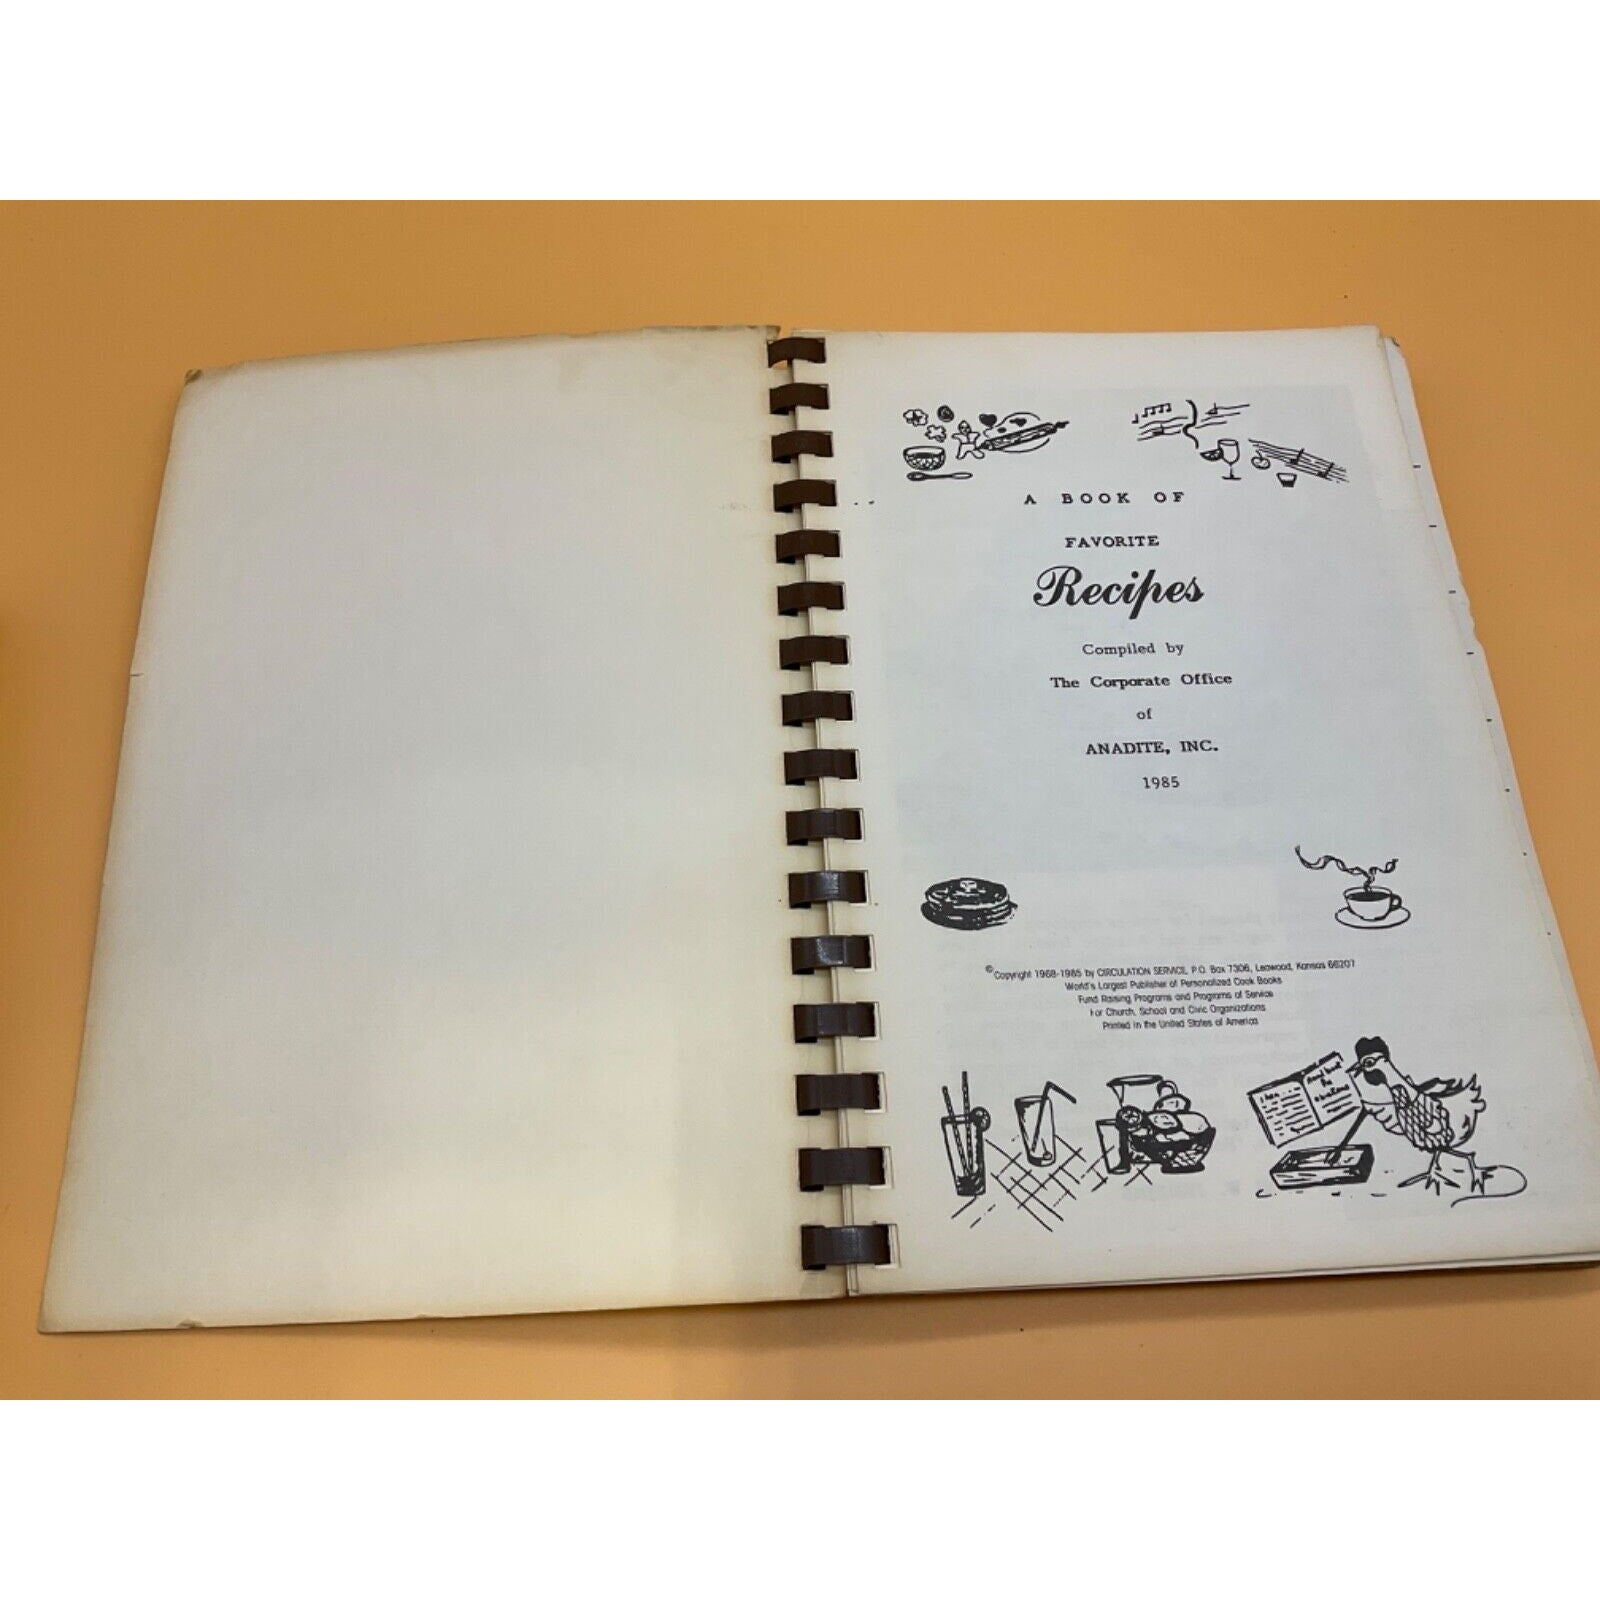 A BOOK OF
FAVORITE
Recipes
Compiled by
The Corporate Office
of
ANADITE, INC.
1985
© Copyright 1968-1985 by CIRCULATION SERVICE, P.O. Box 7306, Leawood, Kansas 66207
World's Largest Publisher of Personalized Cook Books
Fund Raising Programs and Programs of Service
For Church, School and Civic Organizations
Printed in the United States of America